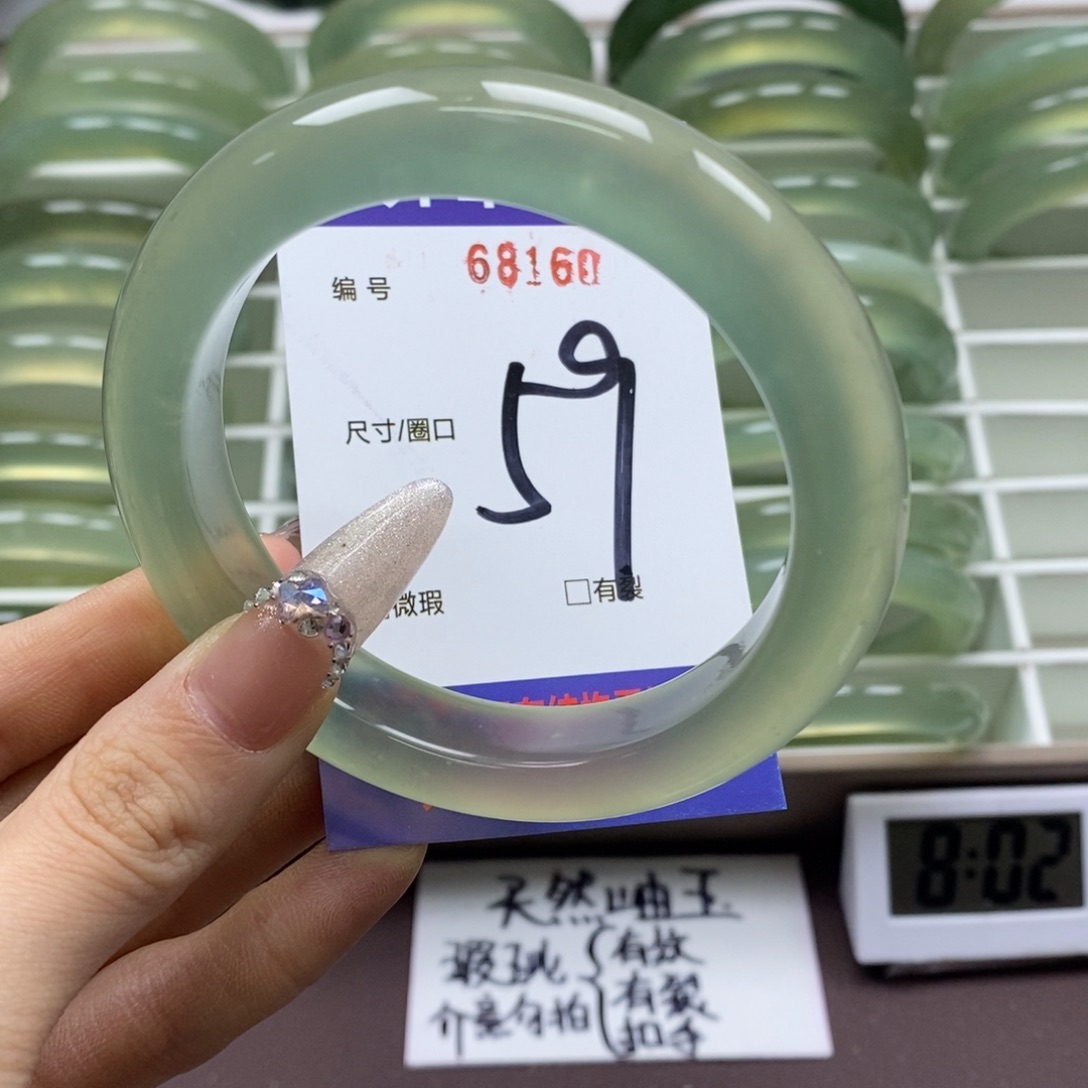 编号 68160
尺寸/圈口 59
微瑕 □有裂
8:02
天然岫玉
瑕玼 有纹
介意勿拍 有裂
扣手